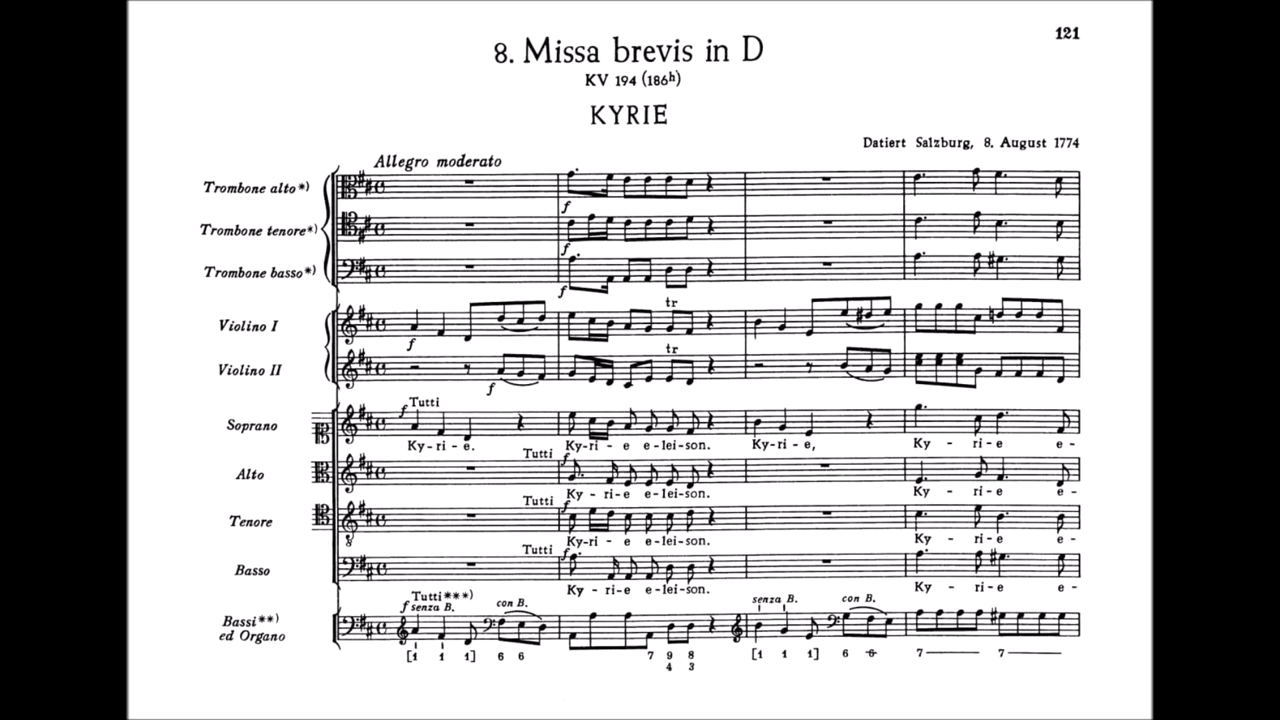 121
8. Missa brevis in D
KV 194 (186h)
KYRIE
Datiert Salzburg, 8. August 1774
Allegro moderato
Trombone alto*)
f
Trombone tenore*)
f
Trombone basso*)
f
tr
Violino I
f
tr
Violino II
f
f Tutti
Soprano
Ky-ri-e. Ky-ri - e e-lei-son. Ky-ri-e, Ky - ri-e e-
Tutti f
Alto
Ky - ri-e e-lei-son. Ky - ri-e e-
Tutti f
Tenore
8
Ky-ri - e e-lei-son. Ky - ri-e e-
Tutti f
Basso
Ky - ri-e e-lei-son. Ky - ri-e e-
Tutti***)
f senza B. con B. senza B. con B.
Bassi**)
ed Organo
[1 1 1] 6 6 7 9 8 [1 1 1] 6 6 7 7
4 3